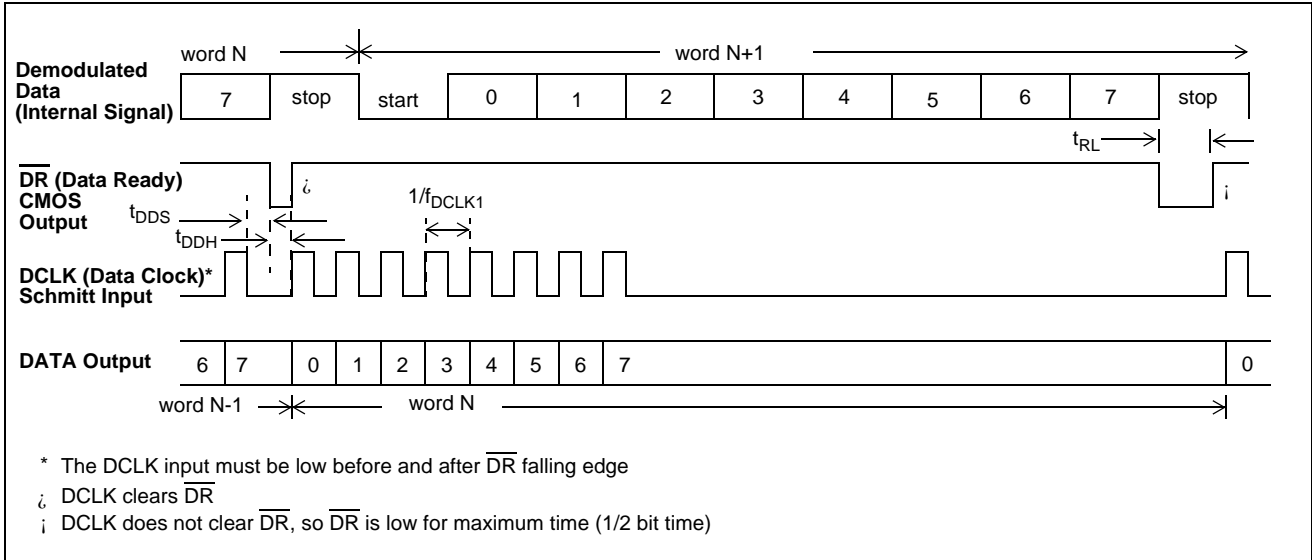 word N
word N+1
Demodulated
Data
(Internal Signal)
7 stop start 0 1 2 3 4 5 6 7 stop
tRL
DR (Data Ready)
CMOS
Output
¿
¡
tDDS
tDDH
1/fDCLK1
DCLK (Data Clock)*
Schmitt Input
DATA Output
6 7 0 1 2 3 4 5 6 7 0
word N-1
word N
* The DCLK input must be low before and after DR falling edge
¿ DCLK clears DR
¡ DCLK does not clear DR, so DR is low for maximum time (1/2 bit time)